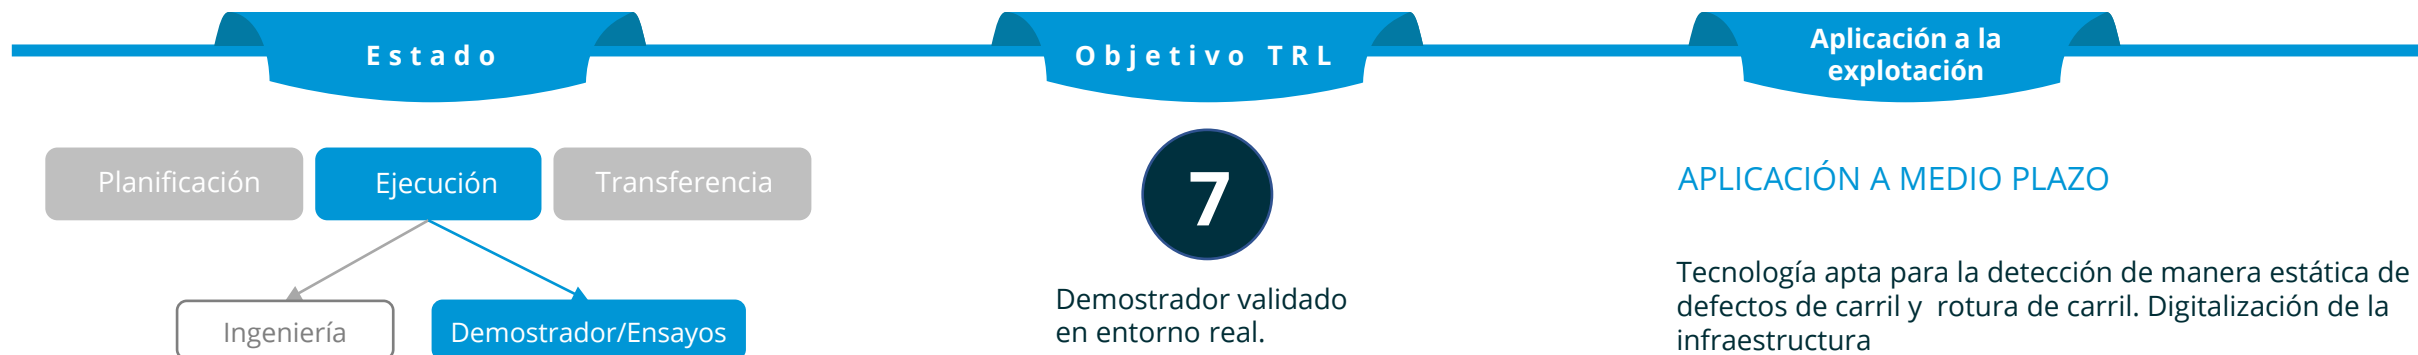 Estado
Objetivo TRL
Aplicación a la
explotación
Planificación
Ejecución
Transferencia
Ingeniería
Demostrador/Ensayos
7
Demostrador validado
en entorno real.
APLICACIÓN A MEDIO PLAZO
Tecnología apta para la detección de manera estática de
defectos de carril y rotura de carril. Digitalización de la
infraestructura